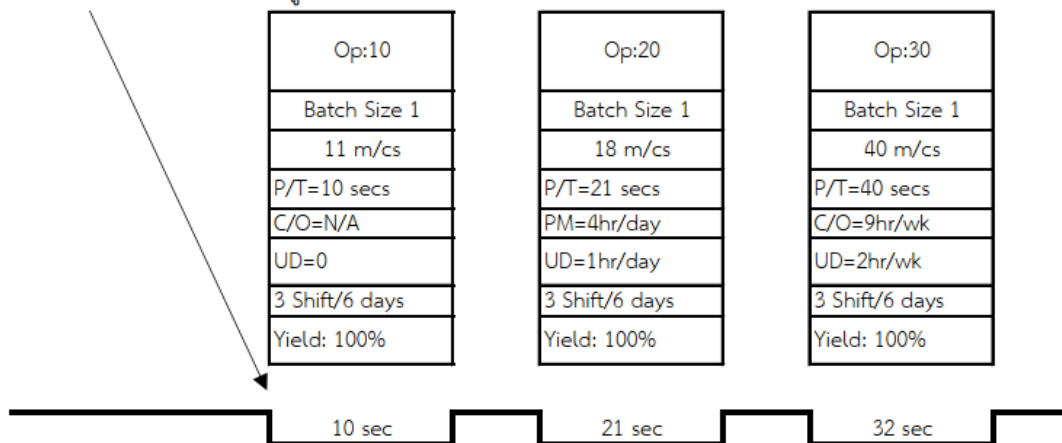 Op:10
Batch Size 1
11 m/cs
P/T=10 secs
C/O=N/A
UD=0
3 Shift/6 days
Yield: 100%
Op:20
Batch Size 1
18 m/cs
P/T=21 secs
PM=4hr/day
UD=1hr/day
3 Shift/6 days
Yield: 100%
Op:30
Batch Size 1
40 m/cs
P/T=40 secs
C/O=9hr/wk
UD=2hr/wk
3 Shift/6 days
Yield: 100%
10 sec
21 sec
32 sec